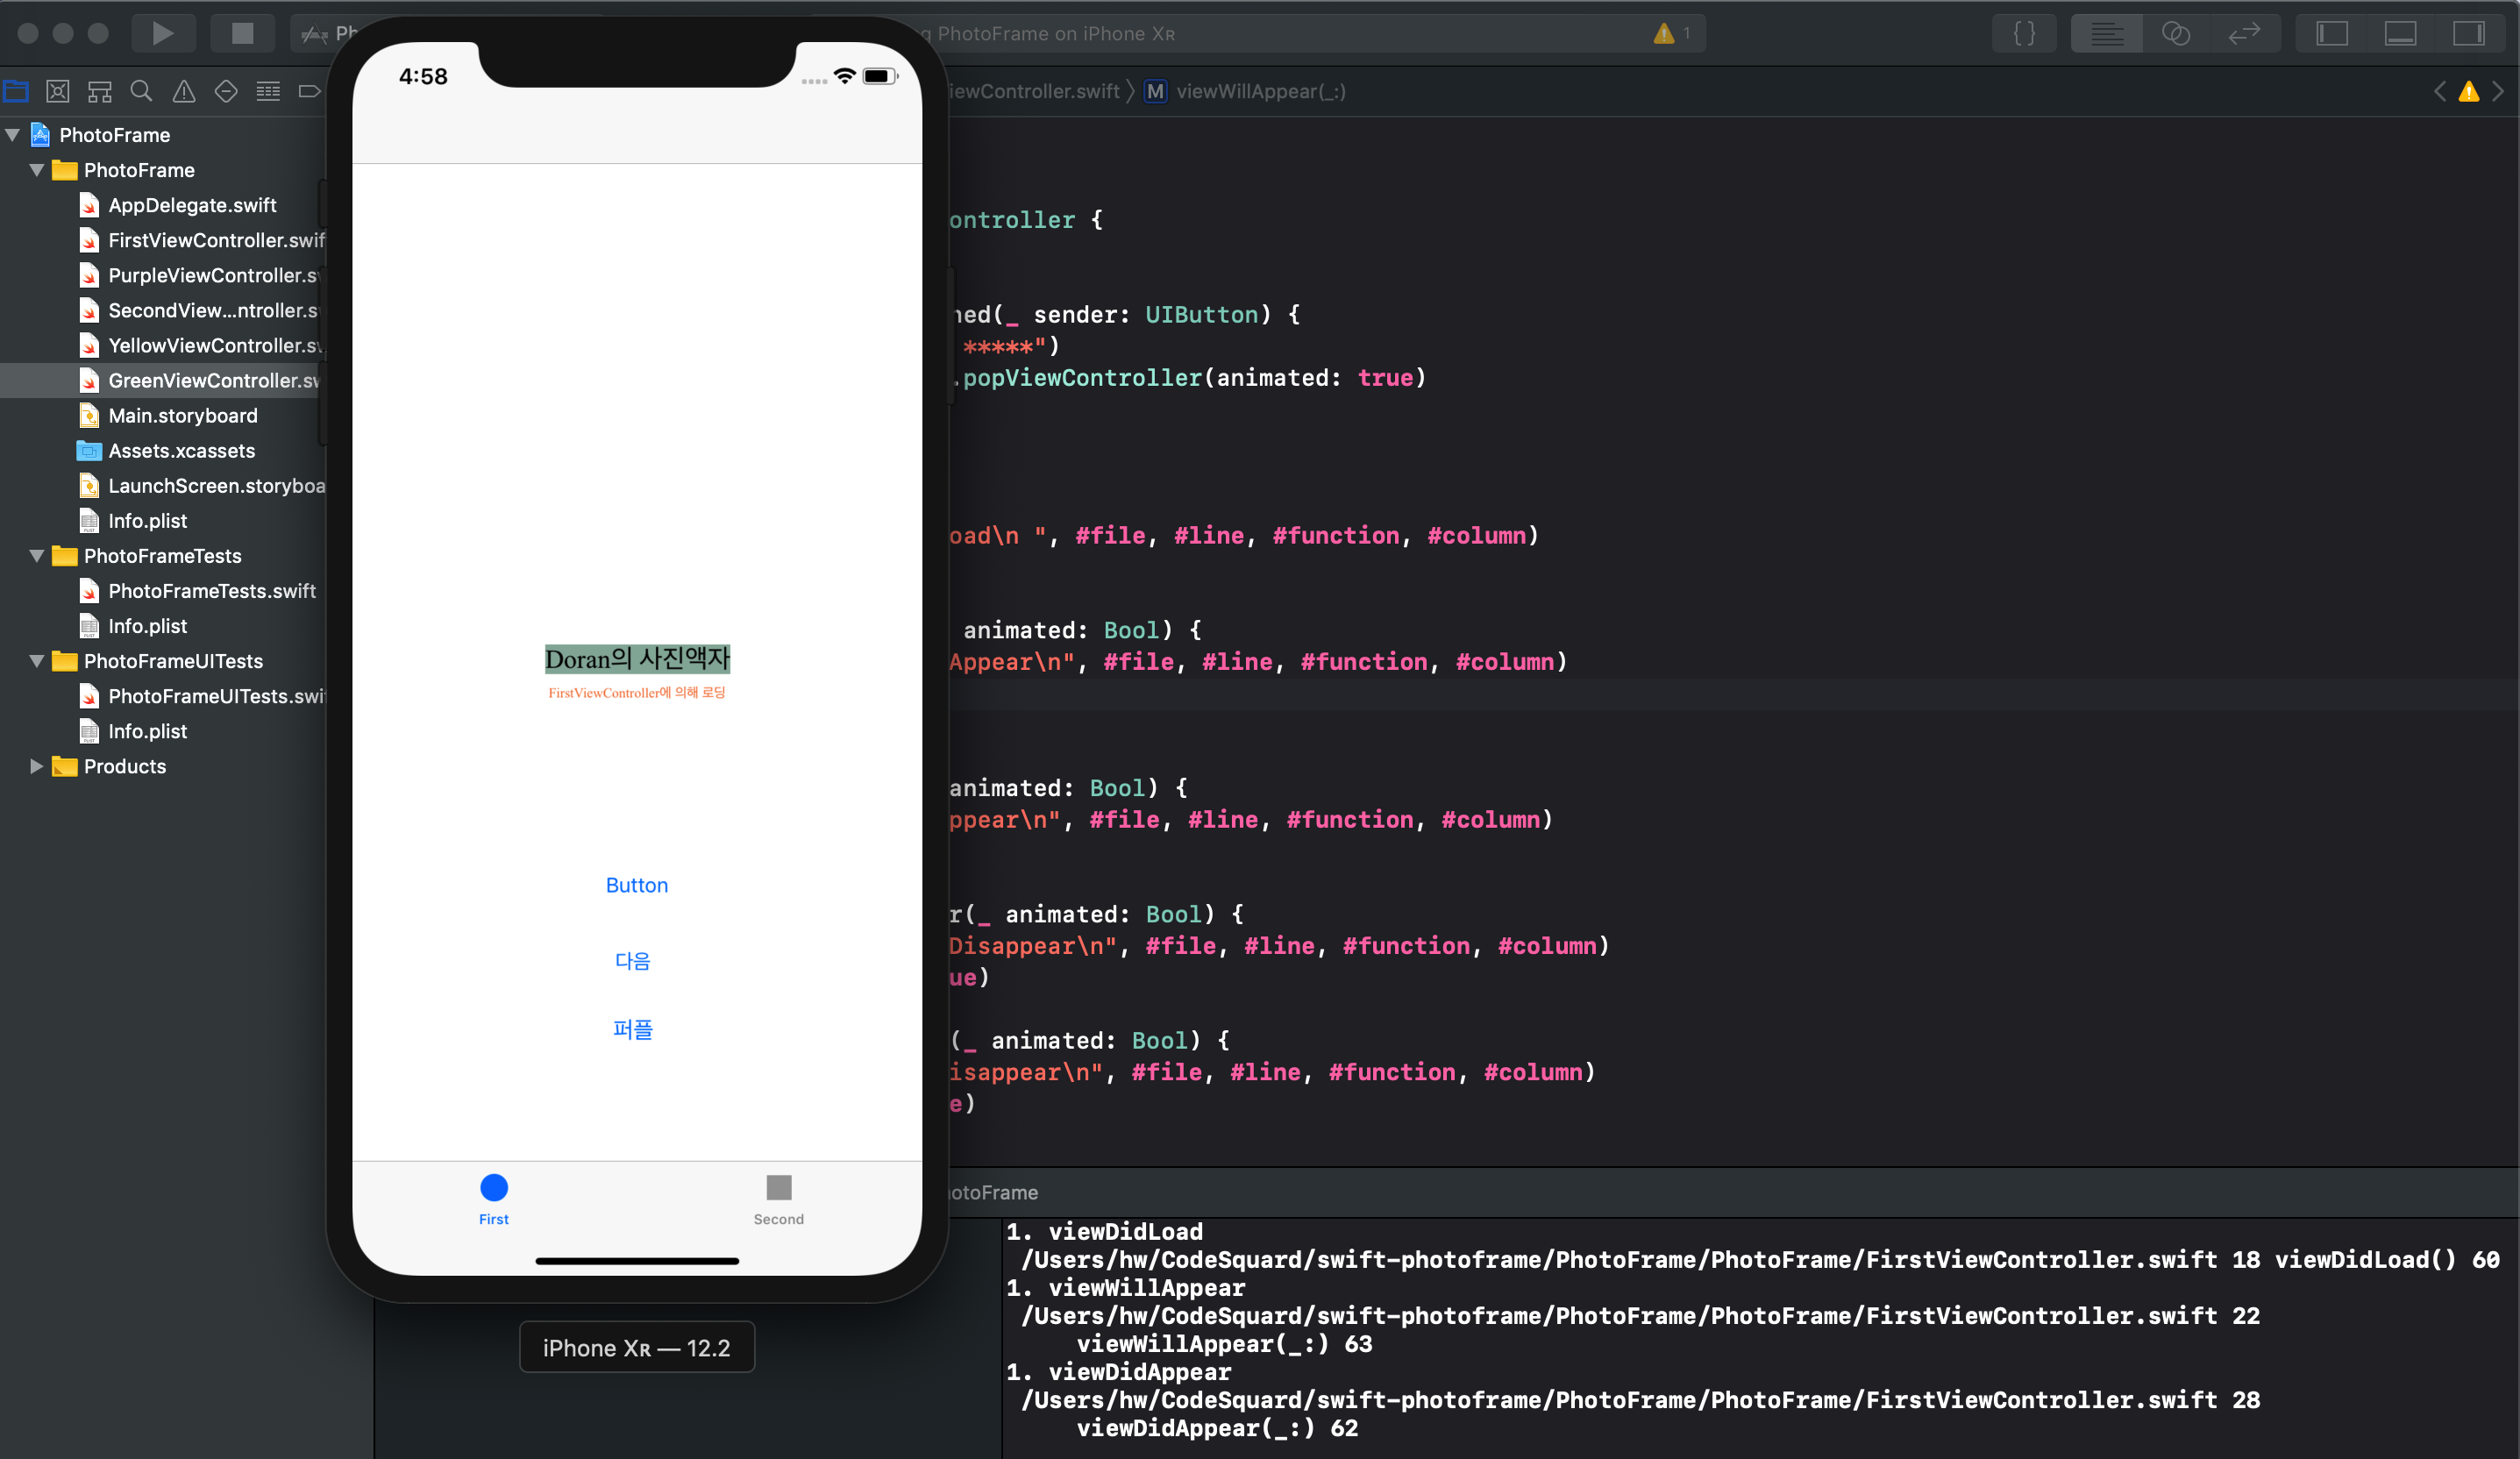 Ph
g PhotoFrame on iPhone XR
1
iewController.swift
M
viewWillAppear(_:)
PhotoFrame
PhotoFrame
AppDelegate.swift
FirstViewController.swif
PurpleViewController.sw
SecondView...ntroller.s
YellowViewController.sw
GreenViewController.sw
Main.storyboard
Assets.xcassets
LaunchScreen.storyboa
Info.plist
PhotoFrameTests
PhotoFrameTests.swift
Info.plist
PhotoFrameUITests
PhotoFrameUITests.swif
Info.plist
Products
4:58
Doran의 사진액자
FirstViewController에 의해 로딩
Button
다음
퍼플
First
Second
iPhone XR — 12.2
ontroller {
ned(_ sender: UIButton) {
*****")
.popViewController(animated: true)
oad\n ", #file, #line, #function, #column)
animated: Bool) {
Appear\n", #file, #line, #function, #column)
animated: Bool) {
ppear\n", #file, #line, #function, #column)
r(_ animated: Bool) {
Disappear\n", #file, #line, #function, #column)
ue)
(_ animated: Bool) {
isappear\n", #file, #line, #function, #column)
e)
otoFrame
1. viewDidLoad
/Users/hw/CodeSquard/swift-photoframe/PhotoFrame/PhotoFrame/FirstViewController.swift 18 viewDidLoad() 60
1. viewWillAppear
/Users/hw/CodeSquard/swift-photoframe/PhotoFrame/PhotoFrame/FirstViewController.swift 22
viewWillAppear(_:) 63
1. viewDidAppear
/Users/hw/CodeSquard/swift-photoframe/PhotoFrame/PhotoFrame/FirstViewController.swift 28
viewDidAppear(_:) 62